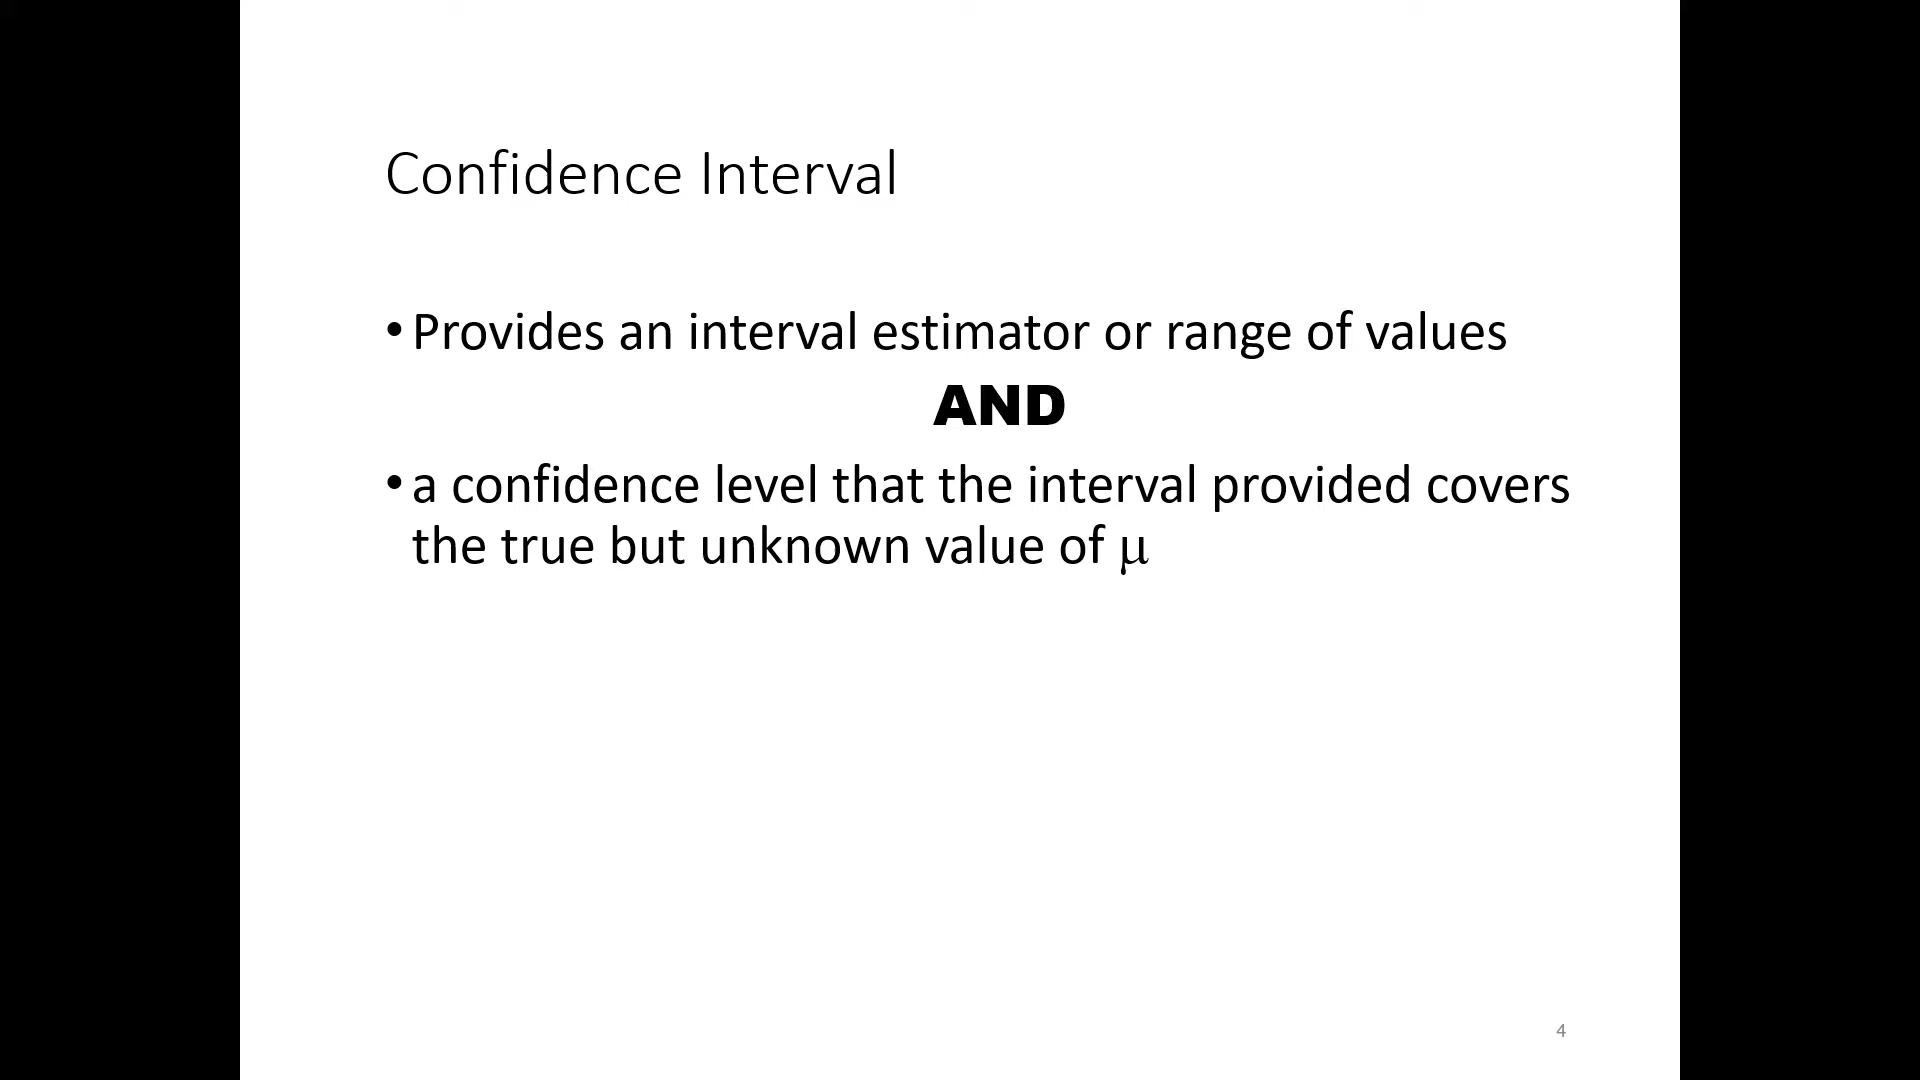 Confidence Interval
•Provides an interval estimator or range of values
AND
•a confidence level that the interval provided covers
the true but unknown value of μ
4